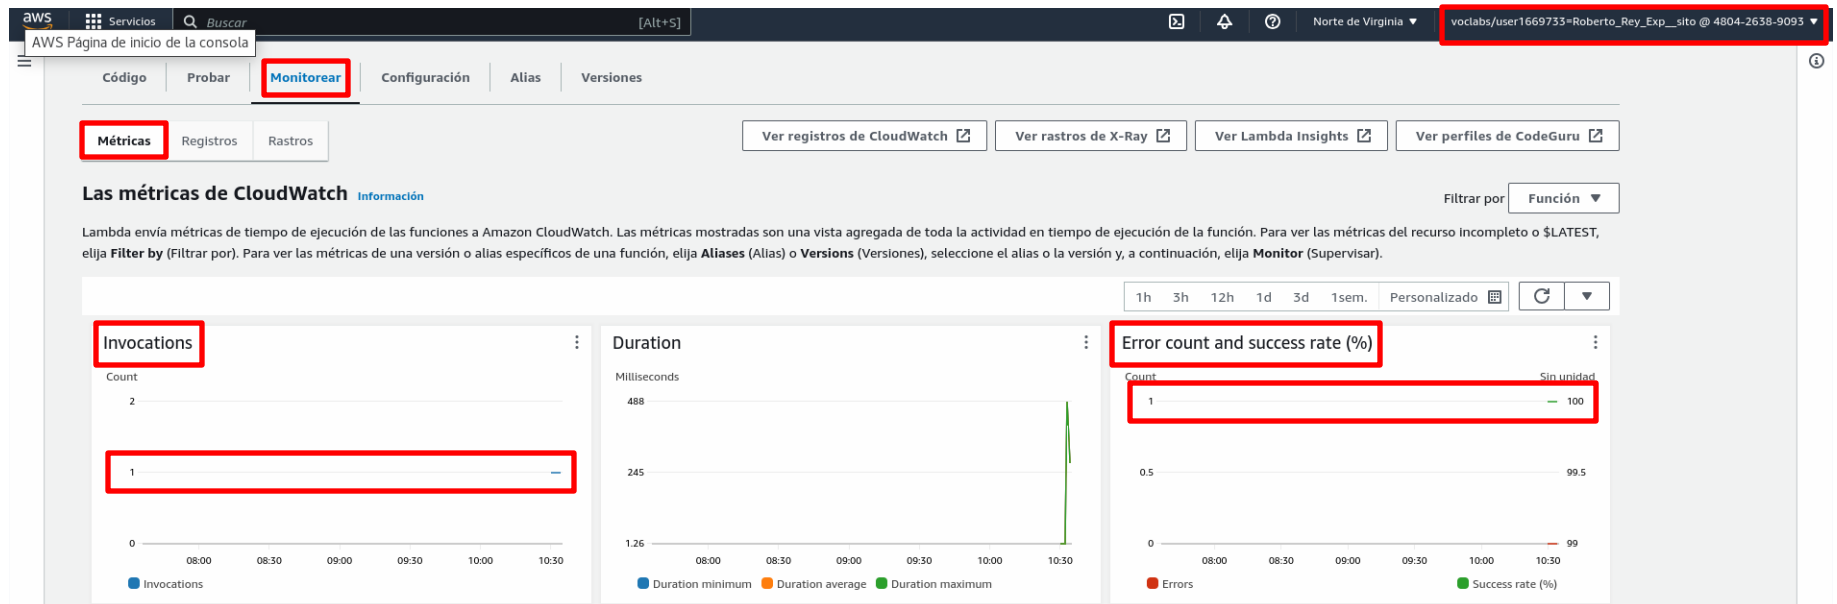 aws Servicios Buscar [Alt+S] Norte de Virginia ▼ voclabs/user1669733=Roberto_Rey_Exp__sito @ 4804-2638-9093 ▼
AWS Página de inicio de la consola
Código Probar Monitorear Configuración Alias Versiones
Métricas Registros Rastros Ver registros de CloudWatch Ver rastros de X-Ray Ver Lambda Insights Ver perfiles de CodeGuru
Las métricas de CloudWatch Información Filtrar por Función ▼
Lambda envía métricas de tiempo de ejecución de las funciones a Amazon CloudWatch. Las métricas mostradas son una vista agregada de toda la actividad en tiempo de ejecución de la función. Para ver las métricas del recurso incompleto o $LATEST,
elija Filter by (Filtrar por). Para ver las métricas de una versión o alias específicos de una función, elija Aliases (Alias) o Versions (Versiones), seleccione el alias o la versión y, a continuación, elija Monitor (Supervisar).
1h 3h 12h 1d 3d 1sem. Personalizado
Invocations
Count
2
1
0
08:00 08:30 09:00 09:30 10:00 10:30
Invocations
Duration
Milliseconds
488
245
1.26
08:00 08:30 09:00 09:30 10:00 10:30
Duration minimum Duration average Duration maximum
Error count and success rate (%)
Count Sin unidad
1 100
0.5 99.5
0 99
08:00 08:30 09:00 09:30 10:00 10:30
Errors Success rate (%)